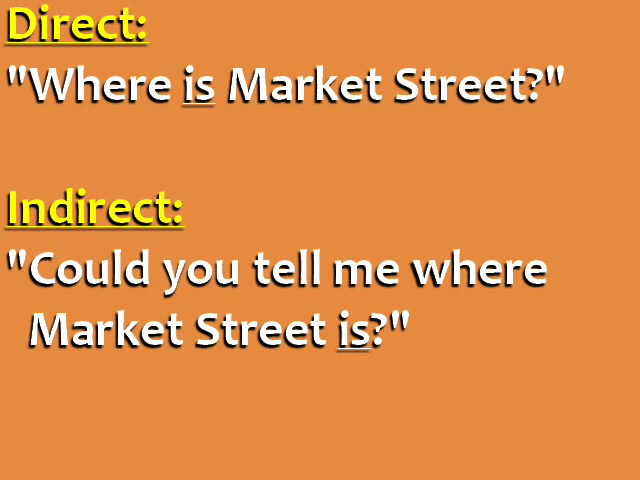 Direct:
"Where is Market Street?"
Indirect:
"Could you tell me where
Market Street is?"